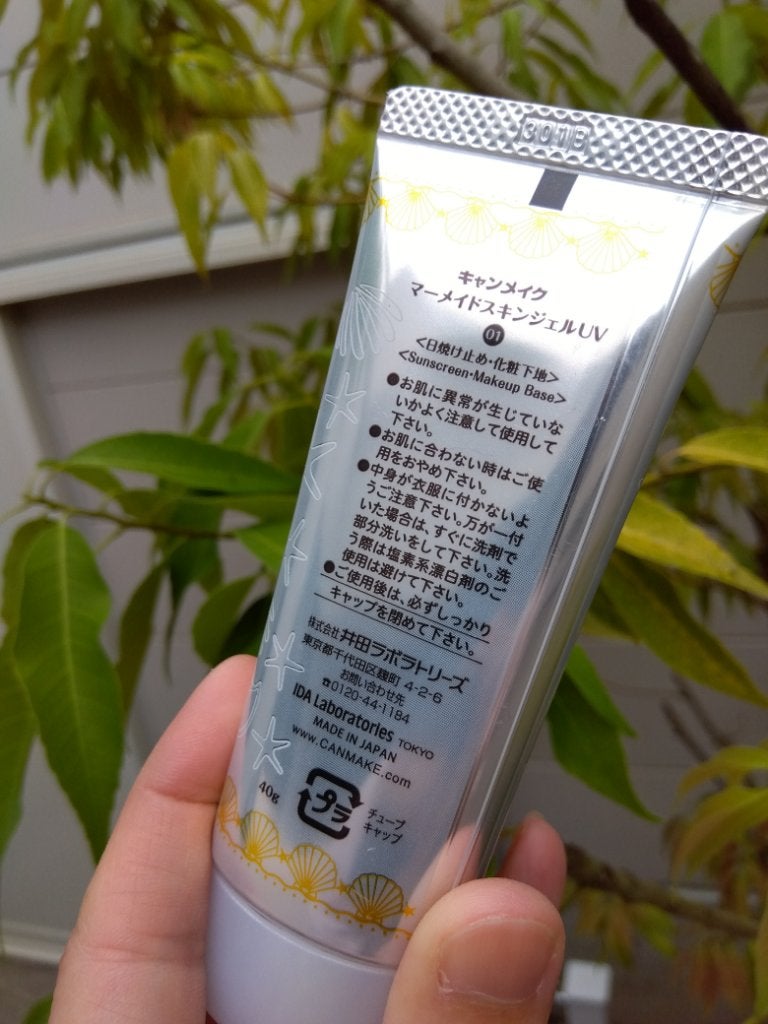 3018
キャンメイク
マーメイドスキンジェルUV
01
<日焼け止め・化粧下地>
<Sunscreen・Makeup Base>
●お肌に異常が生じていな
いかよく注意して使用して
下さい。
●お肌に合わない時はご使
用をおやめ下さい。
●中身が衣服に付かないよ
うご注意下さい。万が一付
いた場合は、すぐに洗剤で
部分洗いをして下さい。洗
う際は塩素系漂白剤のご
使用は避けて下さい。
●ご使用後は、必ずしっかり
キャップを閉めて下さい。
株式会社 井田ラボラトリーズ
東京都千代田区麹町 4-2-6
お問い合わせ先
☎0120-44-1184
IDA Laboratories TOKYO
MADE IN JAPAN
www.CANMAKE.com
40g
プラ
チューブ
キャップ